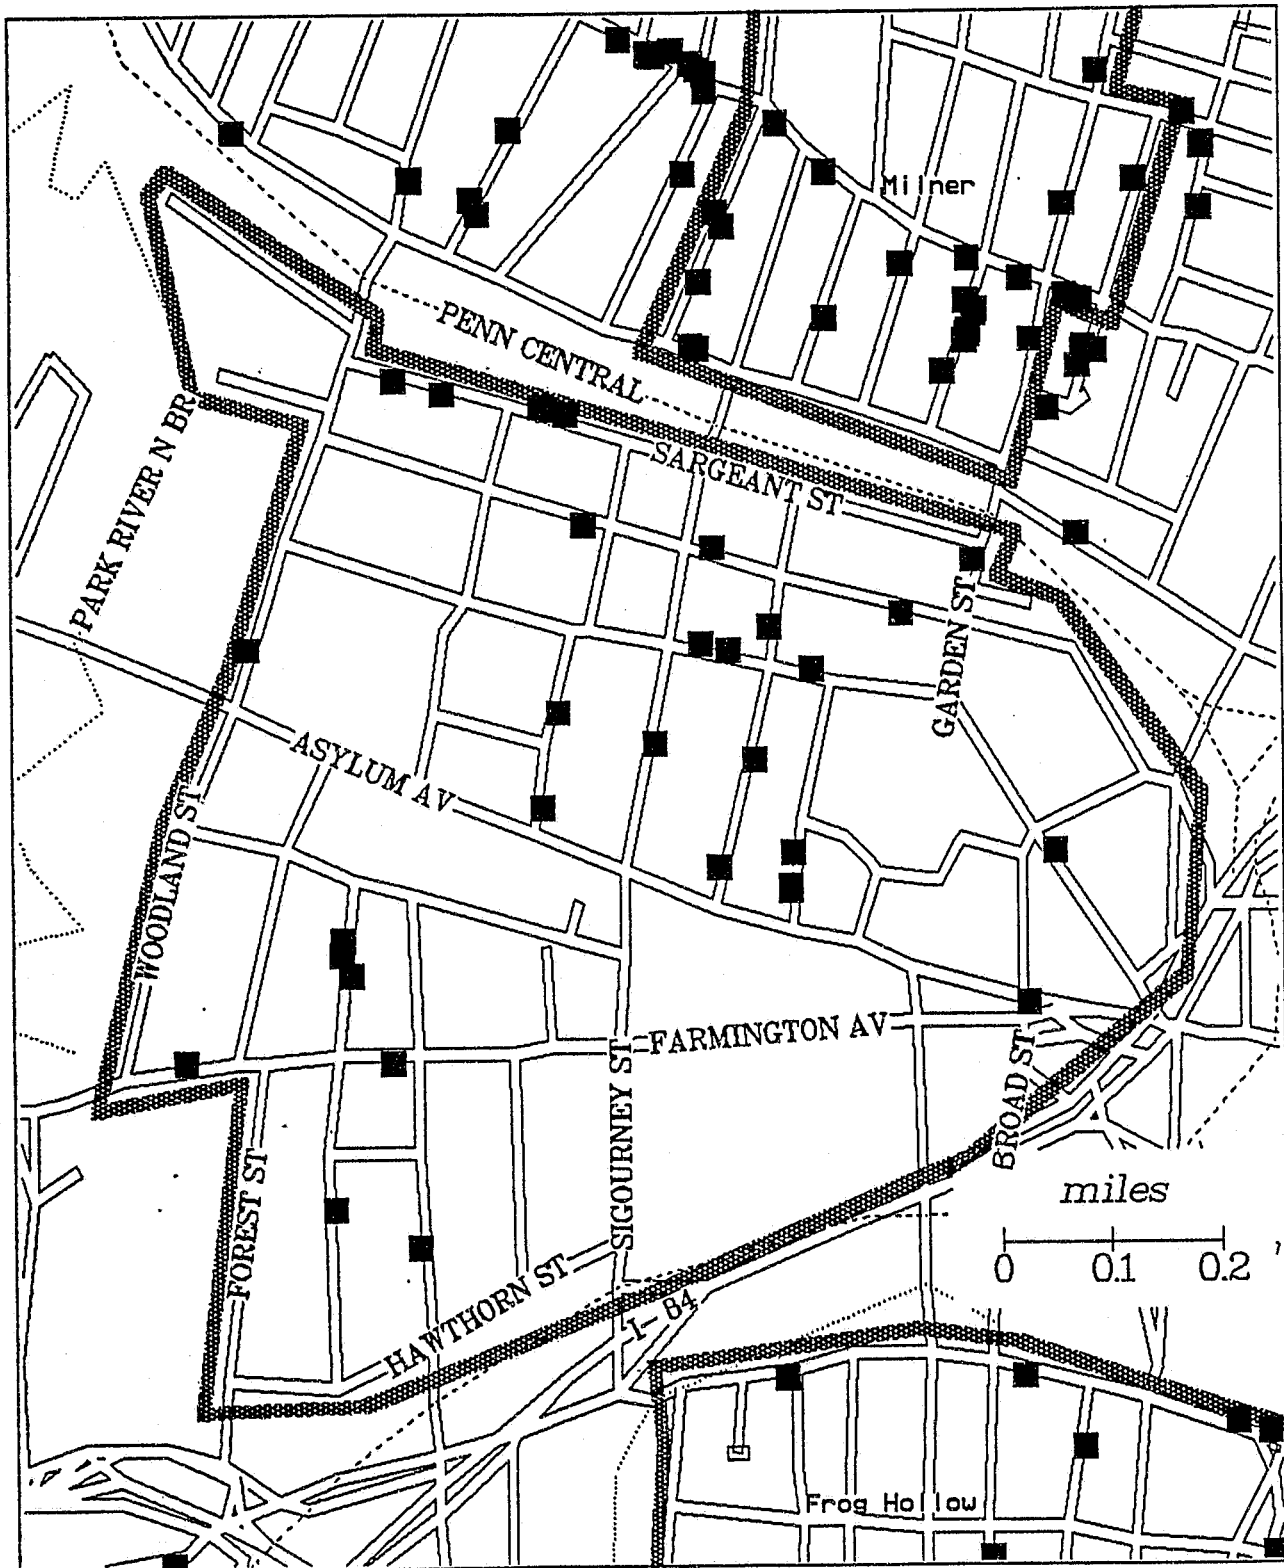 Milner
PENN CENTRAL
SARGEANT ST
PARK RIVER N BR
GARDEN ST
ASYLUM AV
WOODLAND ST
FARMINGTON AV
SIGOURNEY ST
BROAD ST
FOREST ST
miles
0 0.1 0.2
HAWTHORN ST
I-84
Frog Hollow